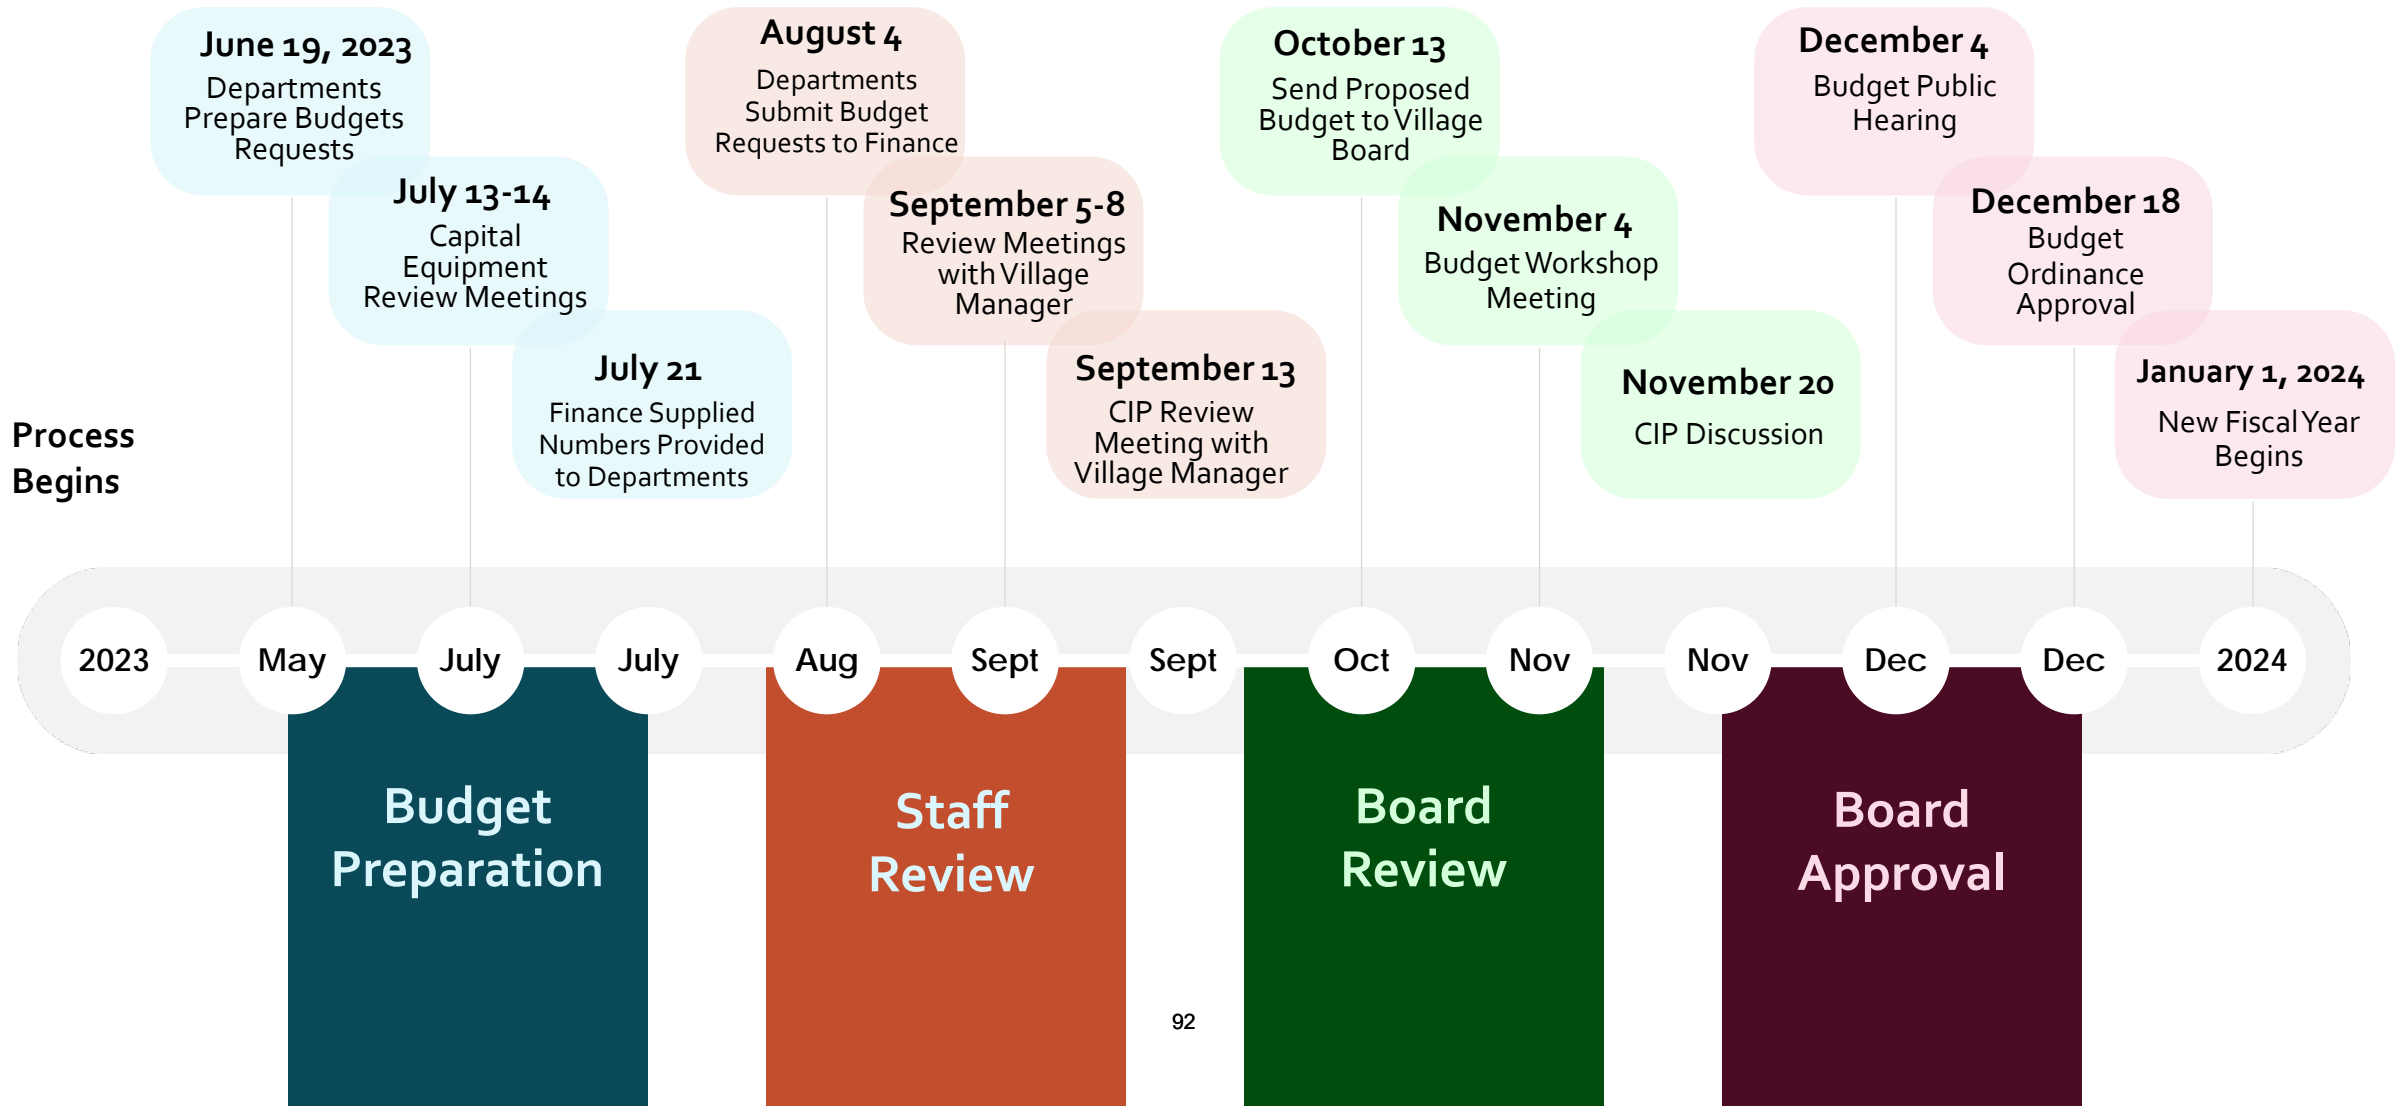 June 19, 2023
Departments
Prepare Budgets
Requests
July 13-14
Capital
Equipment
Review Meetings
July 21
Finance Supplied
Numbers Provided
to Departments
August 4
Departments
Submit Budget
Requests to Finance
September 5-8
Review Meetings
with Village
Manager
September 13
CIP Review
Meeting with
Village Manager
October 13
Send Proposed
Budget to Village
Board
November 4
Budget Workshop
Meeting
November 20
CIP Discussion
December 4
Budget Public
Hearing
December 18
Budget
Ordinance
Approval
January 1, 2024
New Fiscal Year
Begins
Process
Begins
2023
May
July
July
Aug
Sept
Sept
Oct
Nov
Nov
Dec
Dec
2024
Budget
Preparation
Staff
Review
Board
Review
Board
Approval
92